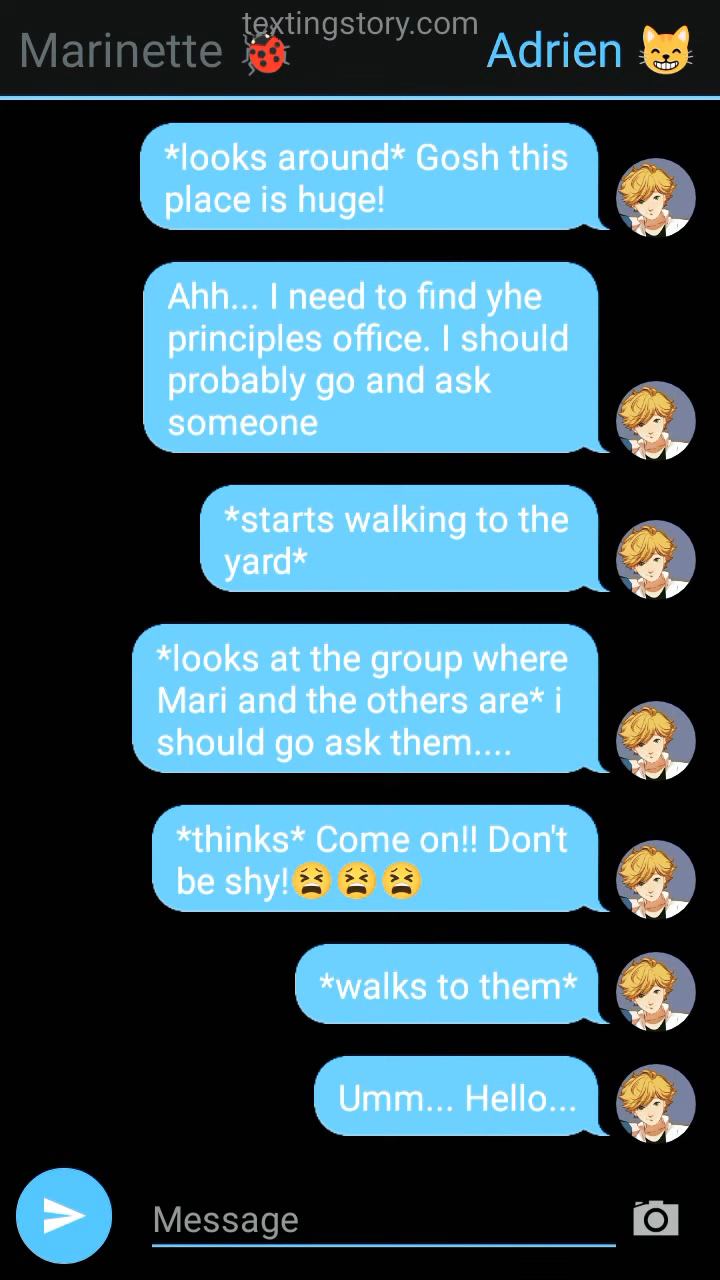 textingstory.com
Marinette 🐞 Adrien 😸
*looks around* Gosh this
place is huge!
Ahh... I need to find yhe
principles office. I should
probably go and ask
someone
*starts walking to the
yard*
*looks at the group where
Mari and the others are* i
should go ask them....
*thinks* Come on!! Don't
be shy!😫😫😫
*walks to them*
Umm... Hello...
Message